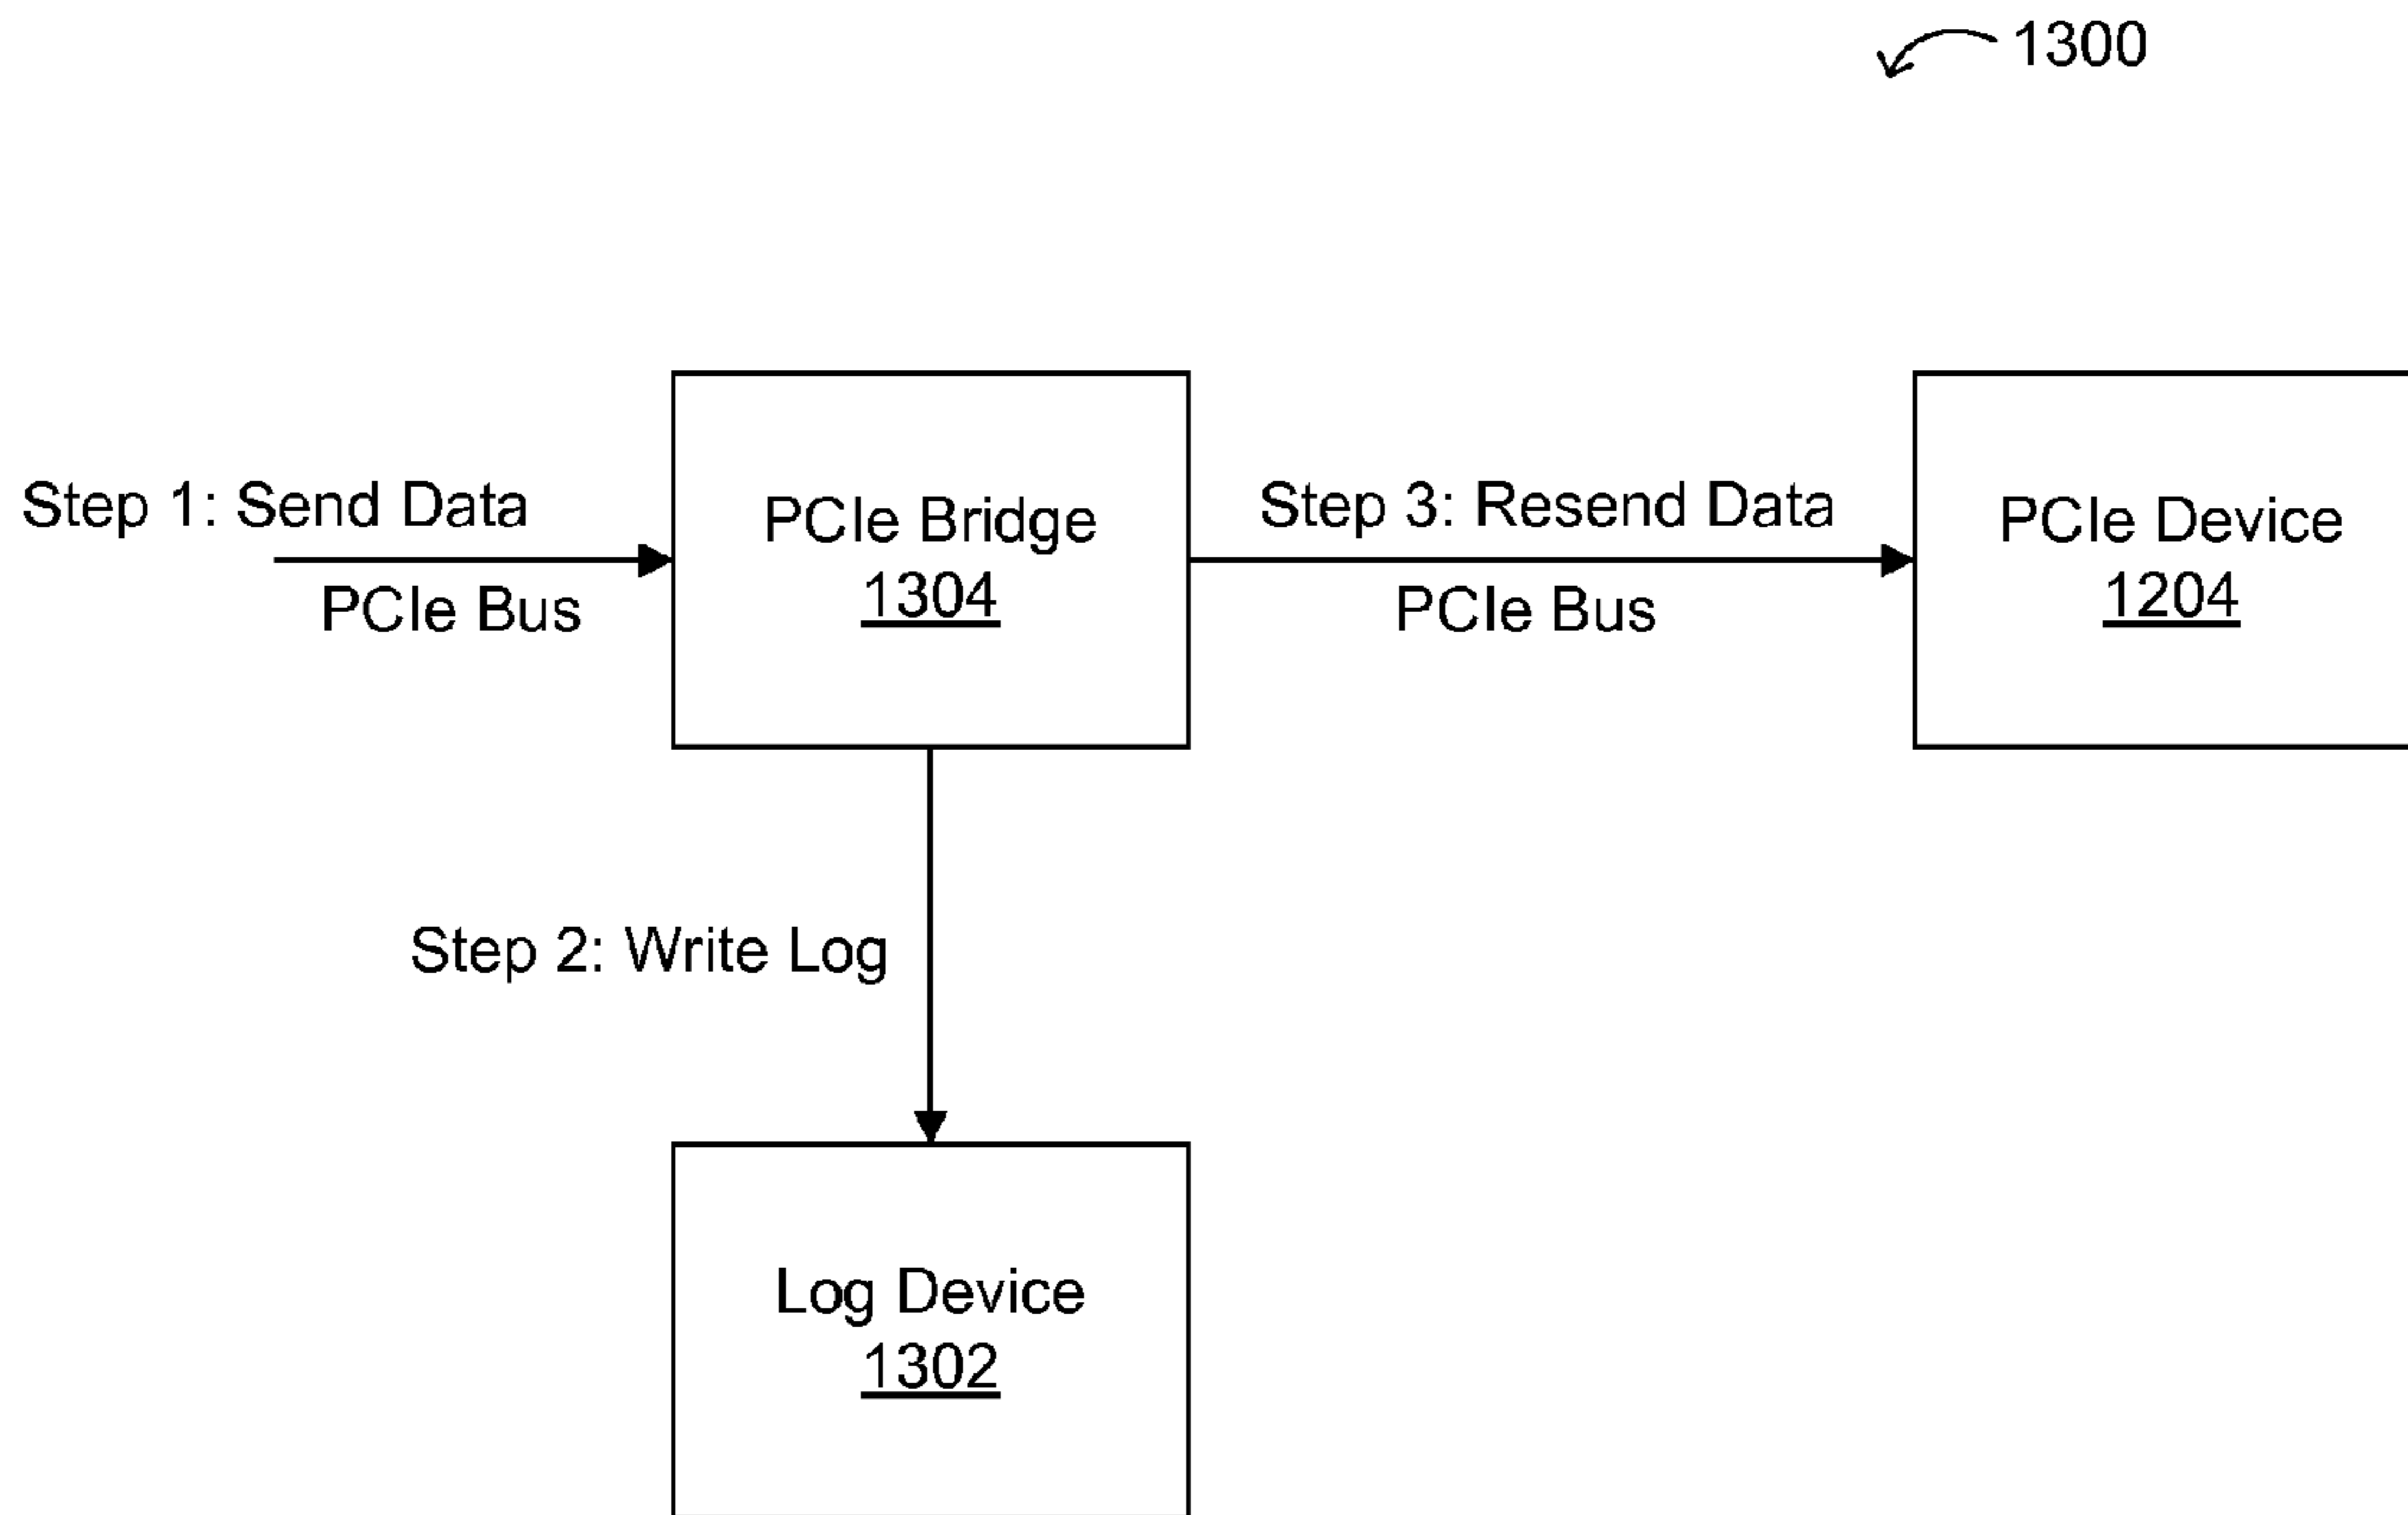 1300
Step 1: Send Data
PCIe Bus
PCIe Bridge
1304
Step 3: Resend Data
PCIe Bus
PCIe Device
1204
Step 2: Write Log
Log Device
1302